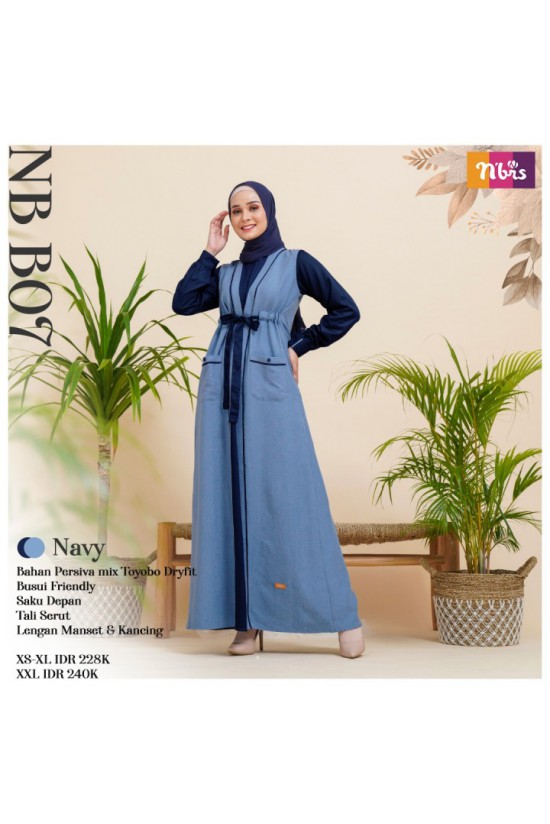 NB B07
N'bis
Navy
Bahan Persiva mix Toyobo Dryfit
Busui Friendly
Saku Depan
Tali Serut
Lengan Manset & Kancing
XS-XL IDR 228K
XXL IDR 240K